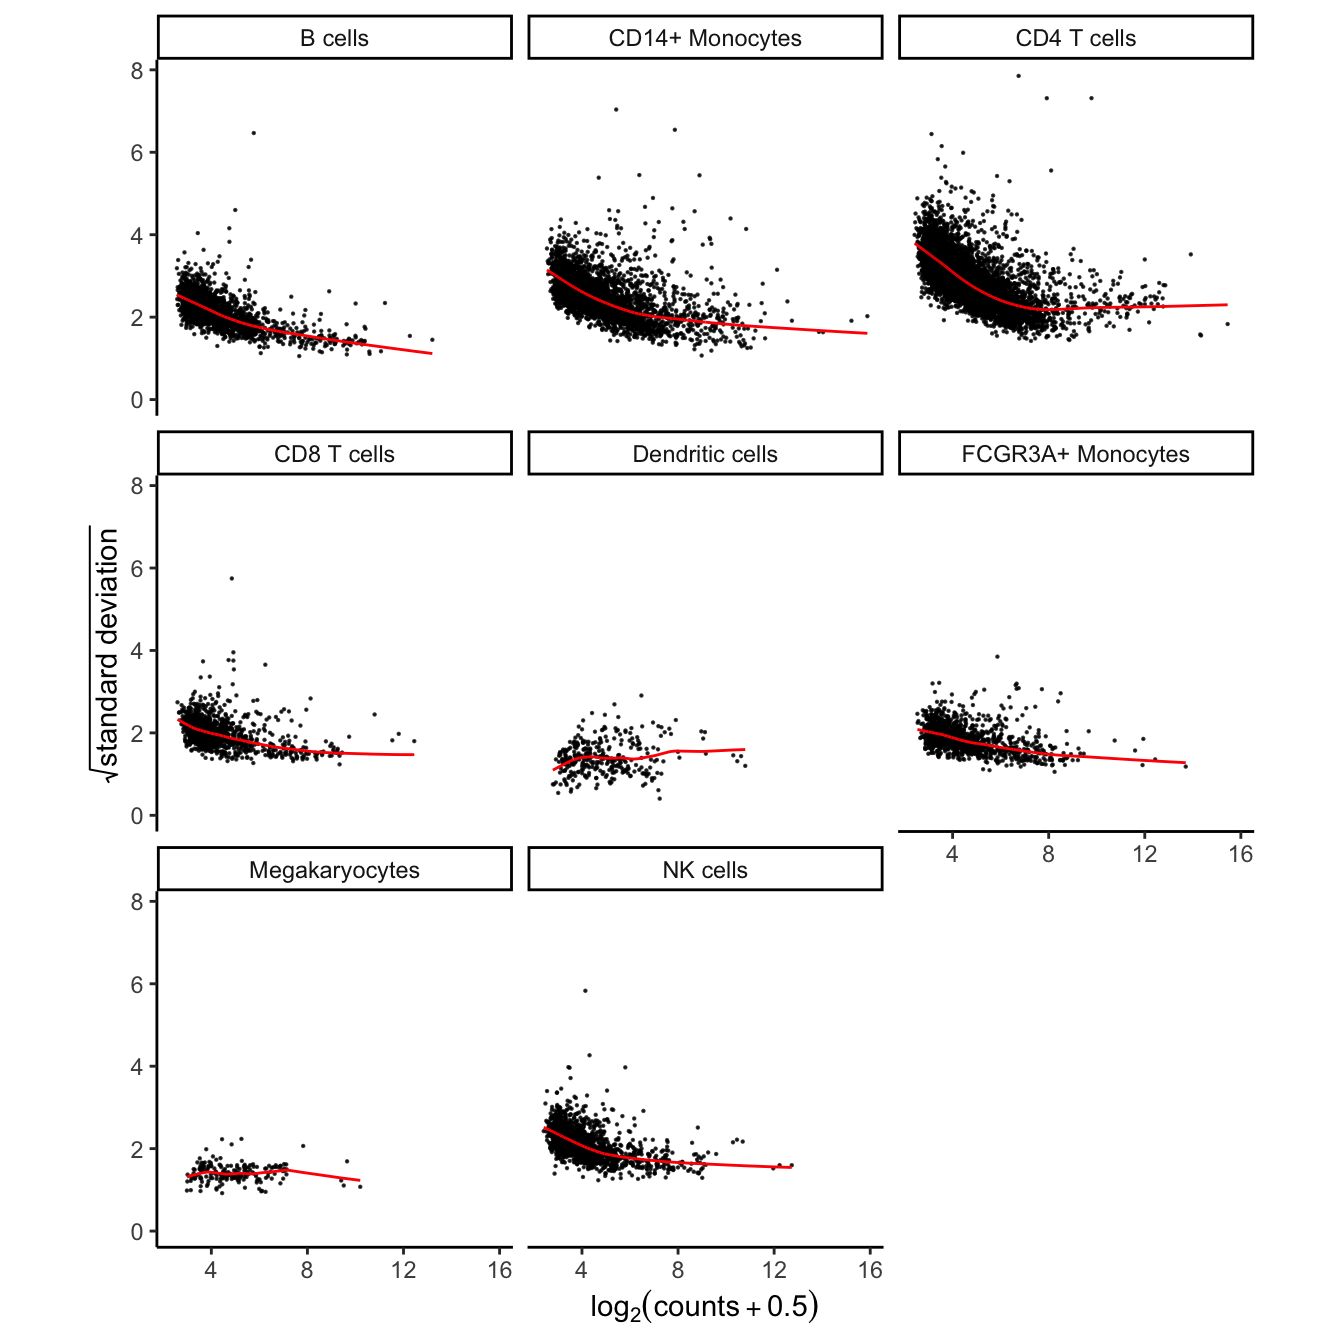 B cells
CD14+ Monocytes
CD4 T cells
8
6
4
2
0
CD8 T cells
Dendritic cells
FCGR3A+ Monocytes
8
6
4
2
0
4 8 12 16
Megakaryocytes
NK cells
8
6
4
2
0
4 8 12 16
4 8 12 16
√standard deviation
log₂(counts + 0.5)